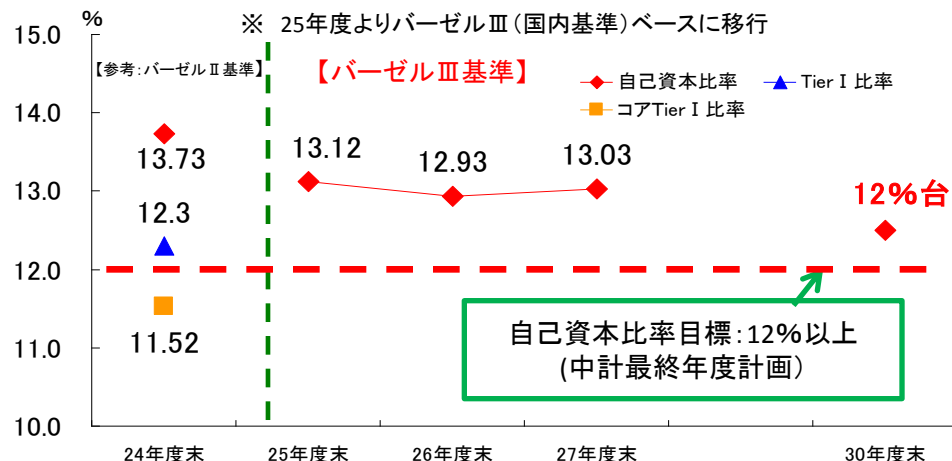 ※ 25年度よりバーゼルⅢ(国内基準)ベースに移行
%
15.0
14.0
13.0
12.0
11.0
10.0
【参考:バーゼルⅡ基準】
【バーゼルⅢ基準】
自己資本比率
TierⅠ比率
コアTierⅠ比率
13.73
12.3
11.52
13.12
12.93
13.03
12%台
自己資本比率目標:12%以上
(中計最終年度計画)
24年度末
25年度末
26年度末
27年度末
30年度末